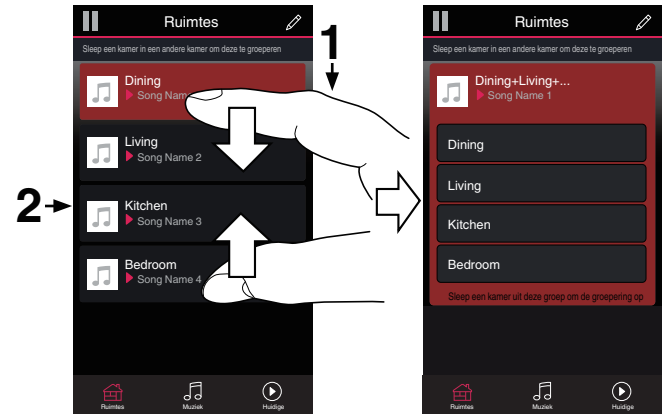 Ruimtes
Sleep een kamer in een andere kamer om deze te groeperen
1
Dining
Song Nam
Living
Song Name 2
2
Kitchen
Song Name 3
Bedroom
Song Name 4
Ruimtes
Muziek
Huidige
Ruimtes
Sleep een kamer in een andere kamer om deze te groeperen
Dining+Living+...
Song Name 1
Dining
Living
Kitchen
Bedroom
Sleep een kamer uit deze groep om de groepering op
Ruimtes
Muziek
Huidige